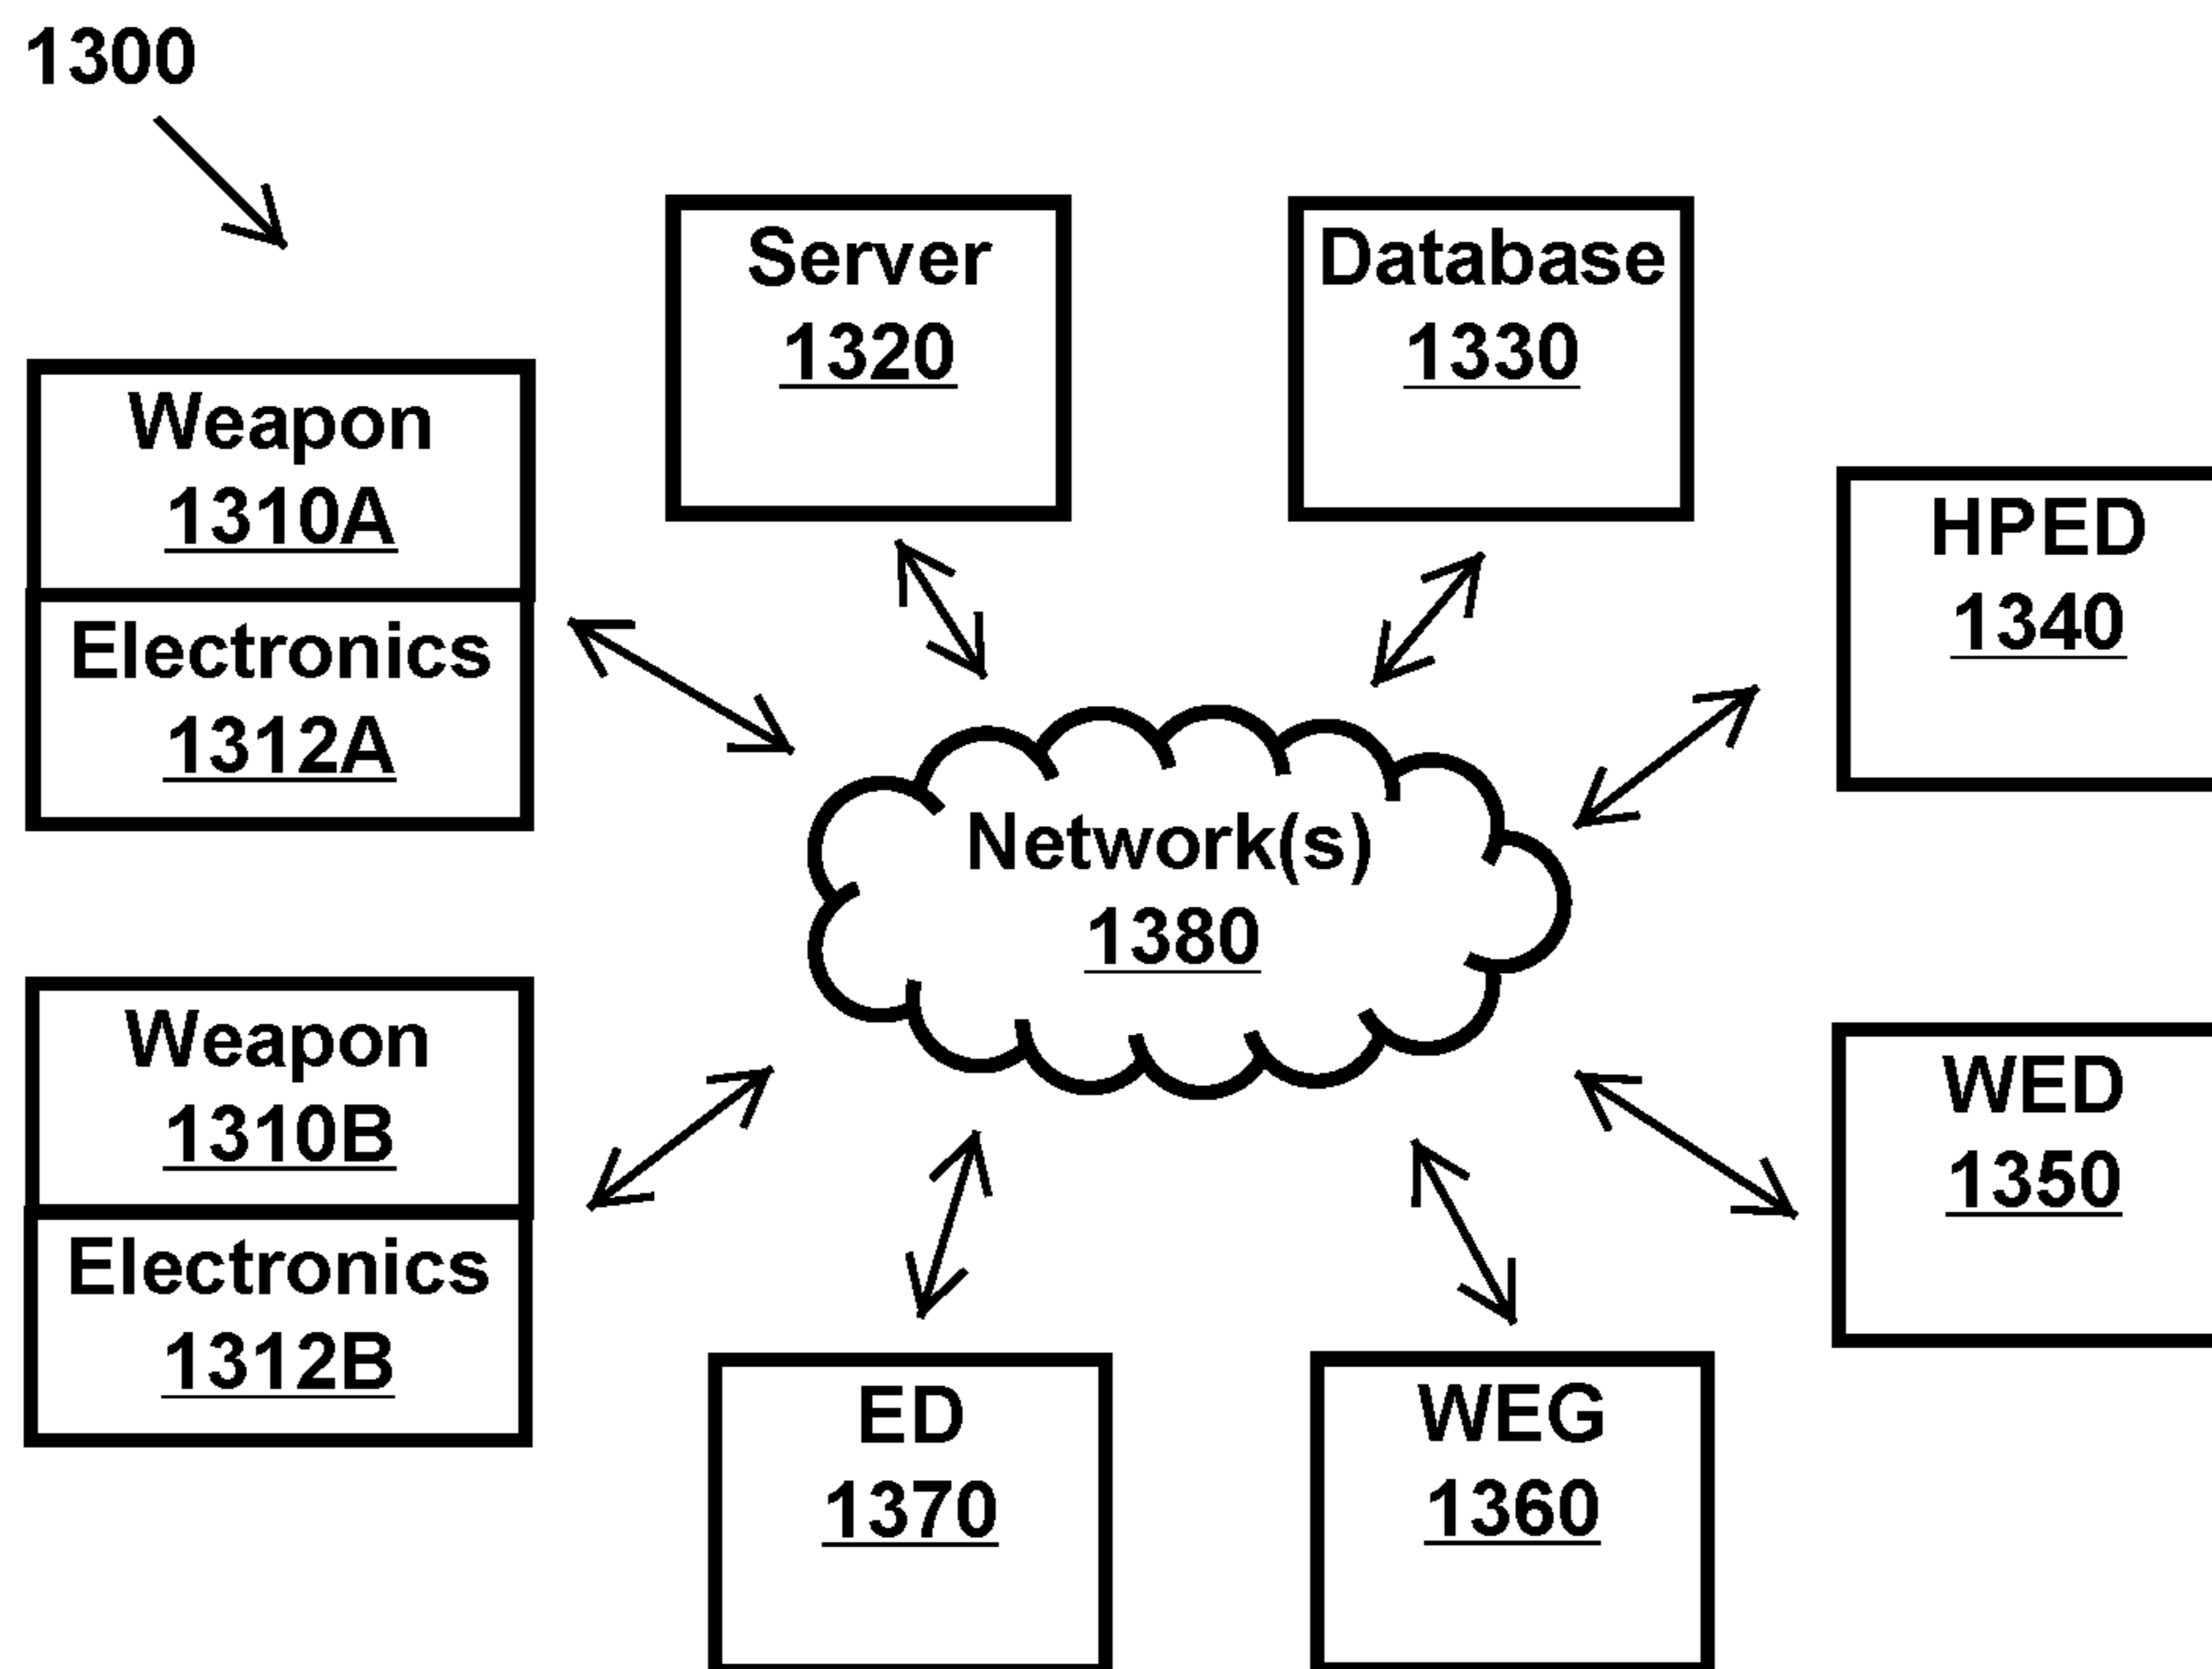 1300
Server
1320
Database
1330
Weapon
1310A
Electronics
1312A
HPED
1340
Network(s)
1380
Weapon
1310B
Electronics
1312B
WED
1350
ED
1370
WEG
1360